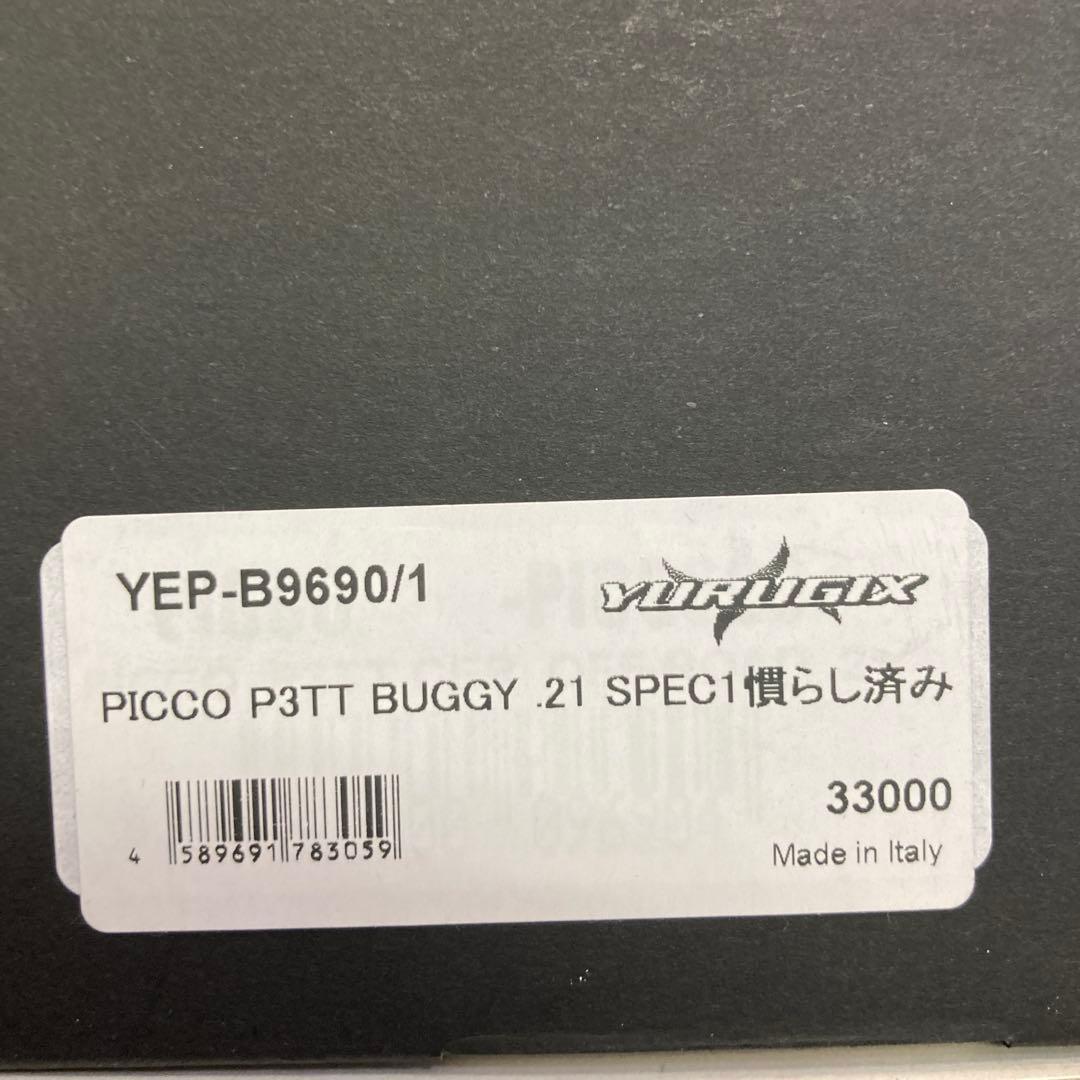 YEP-B9690/1
YURUGIX
PICCO P3TT BUGGY .21 SPEC1慣らし済み
33000
4 589691 783059
Made in Italy